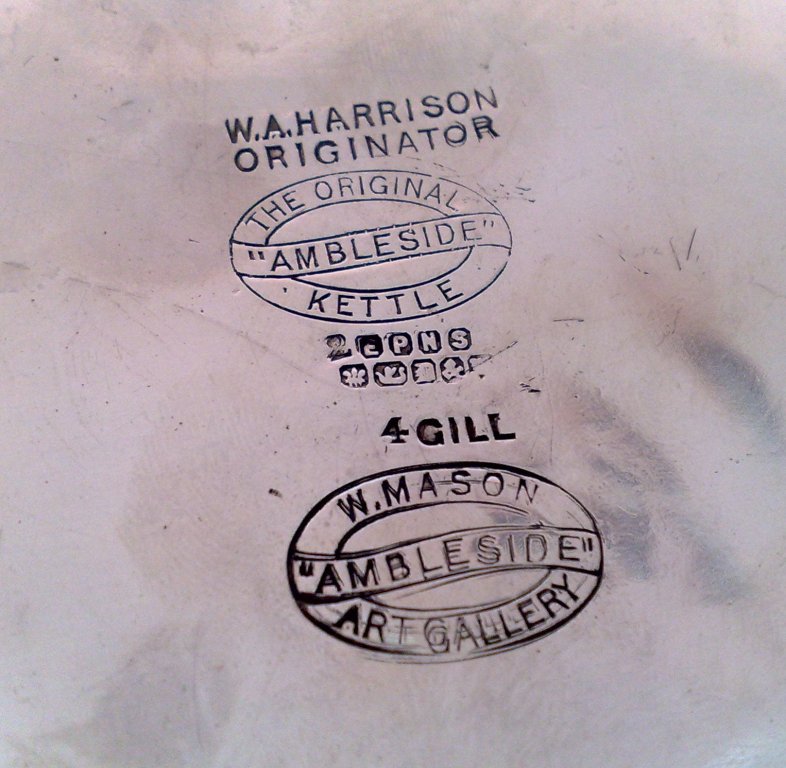 W.A.HARRISON
ORIGINATOR
THE ORIGINAL
"AMBLESIDE"
KETTLE
2 EPNS
4 GILL
W.MASON
"AMBLESIDE"
ART GALLERY